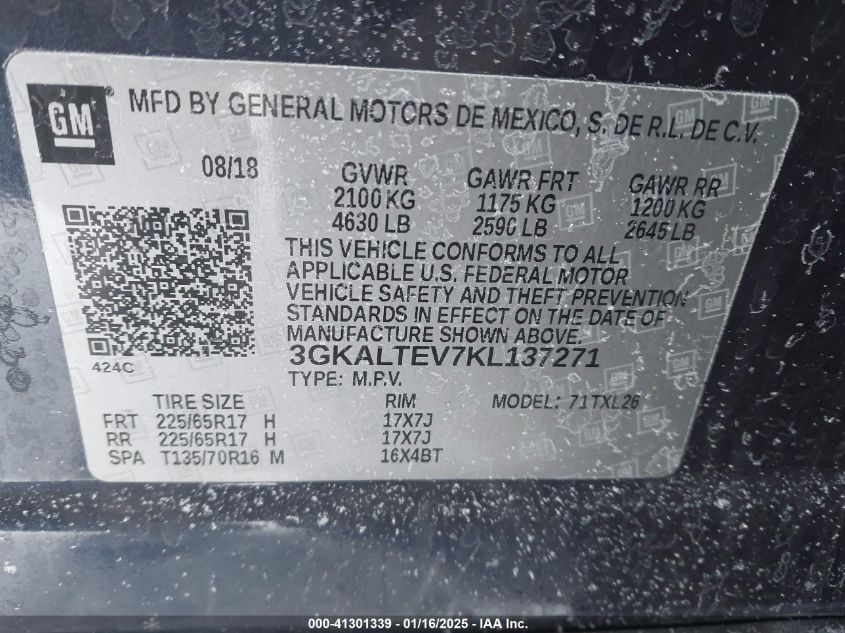 GM
MFD BY GENERAL MOTORS DE MEXICO, S. DE R.L. DE C.V.
08/18
GVWR GAWR FRT GAWR RR
2100 KG 1175 KG 1200 KG
4630 LB 2590 LB 2645 LB
THIS VEHICLE CONFORMS TO ALL
APPLICABLE U.S. FEDERAL MOTOR
VEHICLE SAFETY AND THEFT PREVENTION
STANDARDS IN EFFECT ON THE DATE OF
MANUFACTURE SHOWN ABOVE.
424C
3GKALTEV7KL137271
TYPE: M.P.V.
TIRE SIZE RIM MODEL: 71TXL26
FRT 225/65R17 H 17X7J
RR 225/65R17 H 17X7J
SPA T135/70R16 M 16X4BT
000-41301339 - 01/16/2025 - IAA Inc.